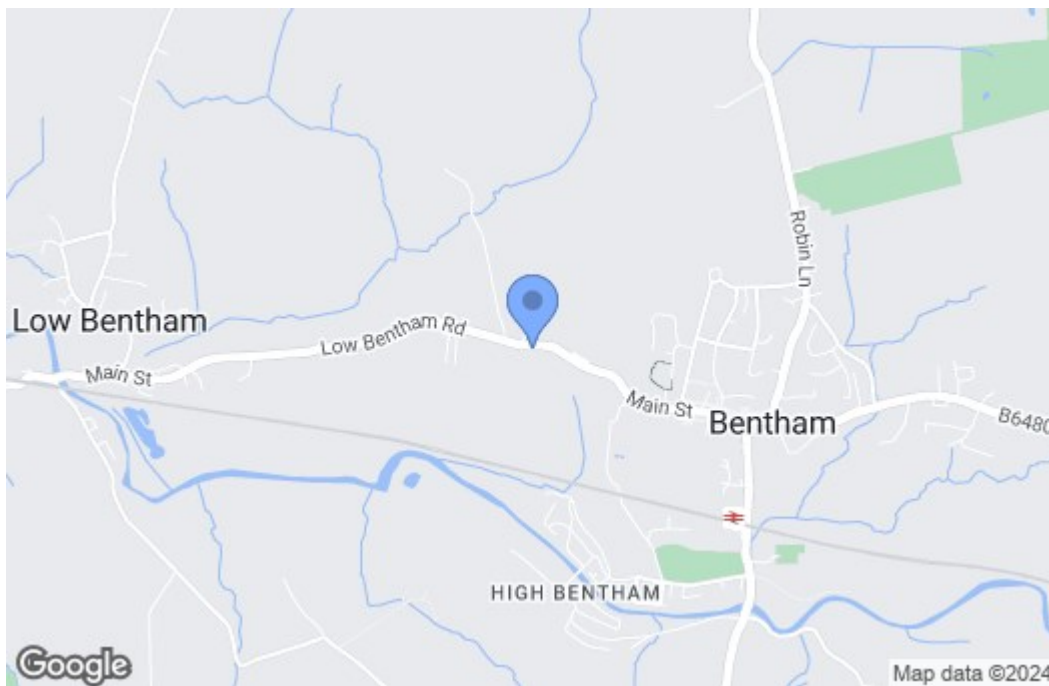 Robin Ln
Low Bentham
Low Bentham Rd
Main St
Main St
Bentham
B6480
HIGH BENTHAM
Google
Map data ©2024